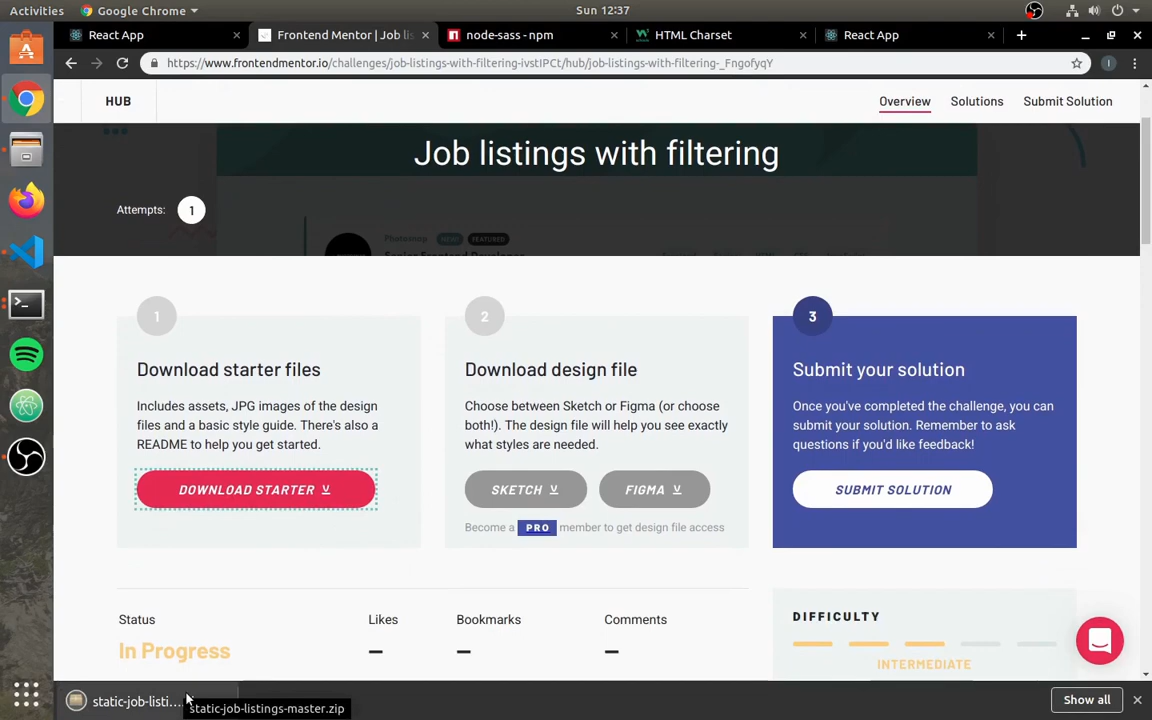 Activities
Google Chrome
Sun 12:37
React App
Frontend Mentor | Job lis
node-sass - npm
HTML Charset
React App
https://www.frontendmentor.io/challenges/job-listings-with-filtering-ivstIPCt/hub/job-listings-with-filtering-_FngofyqY
HUB
Overview
Solutions
Submit Solution
Job listings with filtering
Attempts:
1
Photosnap
NEW!
FEATURED
Senior Frontend Developer
1
2
3
Download starter files
Download design file
Submit your solution
Includes assets, JPG images of the design
files and a basic style guide. There's also a
README to help you get started.
Choose between Sketch or Figma (or choose
both!). The design file will help you see exactly
what styles are needed.
Once you've completed the challenge, you can
submit your solution. Remember to ask
questions if you'd like feedback!
DOWNLOAD STARTER
SKETCH
FIGMA
SUBMIT SOLUTION
Become a PRO member to get design file access
Status
Likes
Bookmarks
Comments
In Progress
DIFFICULTY
INTERMEDIATE
static-job-listi....
static-job-listings-master.zip
Show all